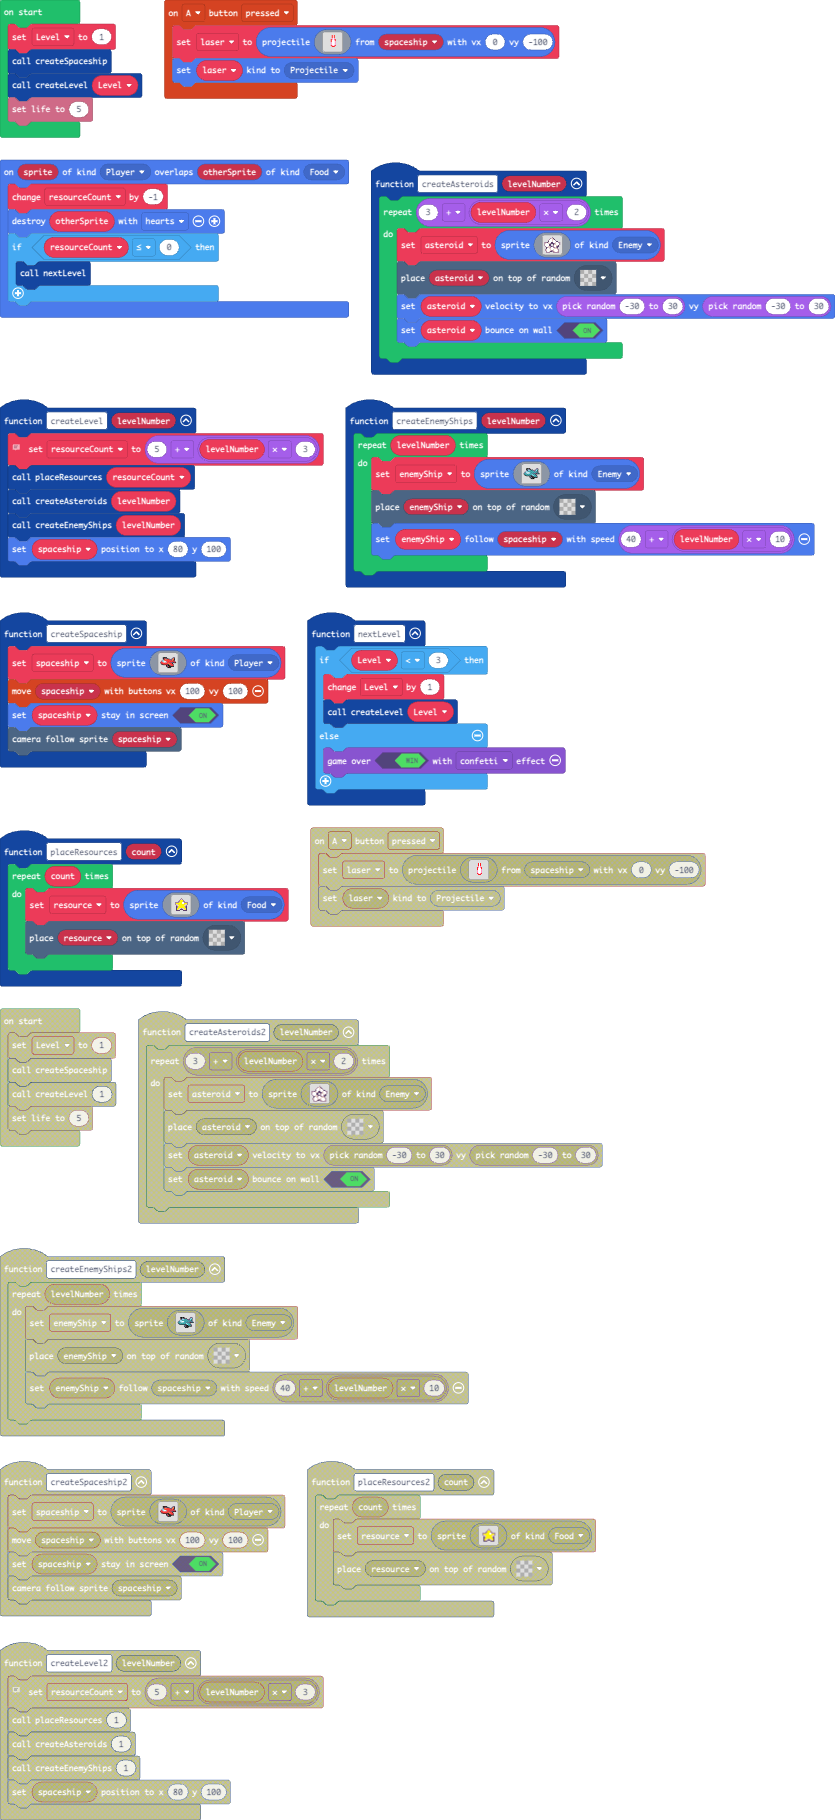 on start
set Level to 1
call createSpaceship
call createLevel Level
set life to 5
on A button pressed
set laser to projectile from spaceship with vx 0 vy -100
set laser kind to Projectile
on sprite of kind Player overlaps otherSprite of kind Food
change resourceCount by -1
destroy otherSprite with hearts
if resourceCount ≤ 0 then
call nextLevel
function createAsteroids levelNumber
repeat 3 + levelNumber × 2 times
do
set asteroid to sprite of kind Enemy
place asteroid on top of random
set asteroid velocity to vx pick random -30 to 30 vy pick random -30 to 30
set asteroid bounce on wall ON
function createLevel levelNumber
set resourceCount to 5 + levelNumber × 3
call placeResources resourceCount
call createAsteroids levelNumber
call createEnemyShips levelNumber
set spaceship position to x 80 y 100
function createEnemyShips levelNumber
repeat levelNumber times
do
set enemyShip to sprite of kind Enemy
place enemyShip on top of random
set enemyShip follow spaceship with speed 40 + levelNumber × 10
function createSpaceship
set spaceship to sprite of kind Player
move spaceship with buttons vx 100 vy 100
set spaceship stay in screen ON
camera follow sprite spaceship
function nextLevel
if Level < 3 then
change Level by 1
call createLevel Level
else
game over WIN with confetti effect
function placeResources count
repeat count times
do
set resource to sprite of kind Food
place resource on top of random
on A button pressed
set laser to projectile from spaceship with vx 0 vy -100
set laser kind to Projectile
on start
set Level to 1
call createSpaceship
call createLevel 1
set life to 5
function createAsteroids2 levelNumber
repeat 3 + levelNumber × 2 times
do
set asteroid to sprite of kind Enemy
place asteroid on top of random
set asteroid velocity to vx pick random -30 to 30 vy pick random -30 to 30
set asteroid bounce on wall ON
function createEnemyShips2 levelNumber
repeat levelNumber times
do
set enemyShip to sprite of kind Enemy
place enemyShip on top of random
set enemyShip follow spaceship with speed 40 + levelNumber × 10
function createSpaceship2
set spaceship to sprite of kind Player
move spaceship with buttons vx 100 vy 100
set spaceship stay in screen ON
camera follow sprite spaceship
function placeResources2 count
repeat count times
do
set resource to sprite of kind Food
place resource on top of random
function createLevel2 levelNumber
set resourceCount to 5 + levelNumber × 3
call placeResources 1
call createAsteroids 1
call createEnemyShips 1
set spaceship position to x 80 y 100